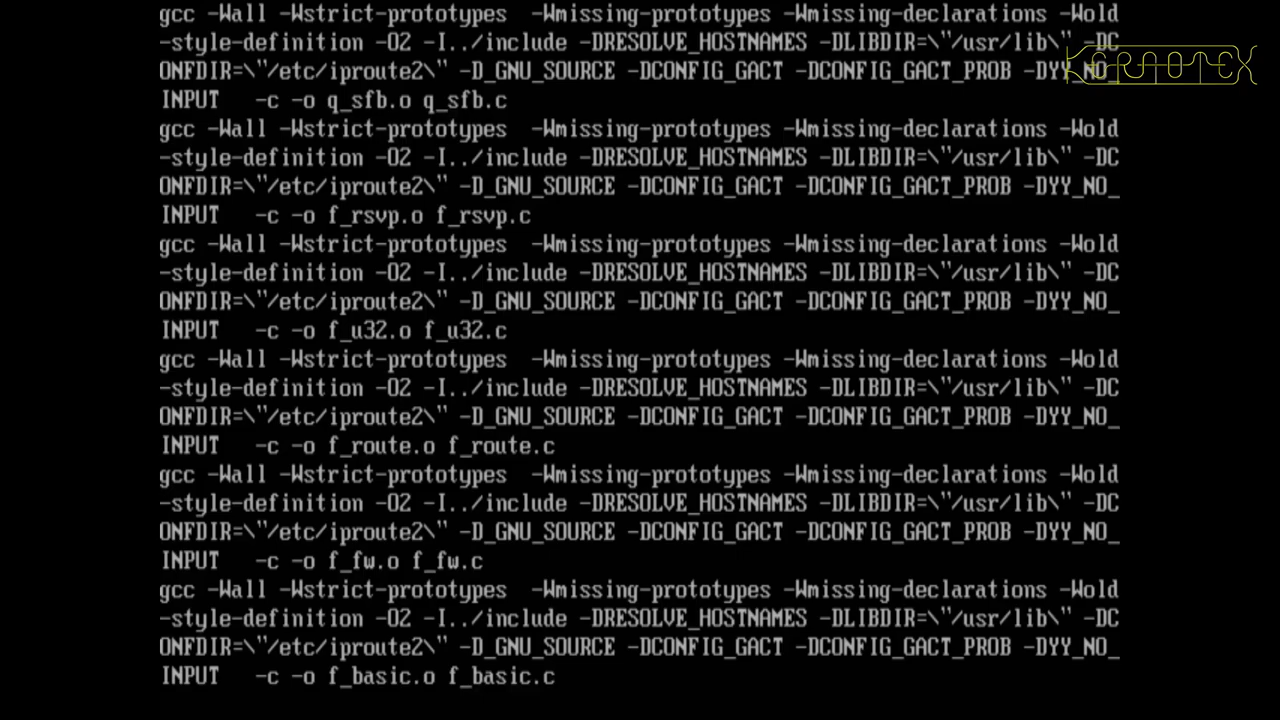 gcc -Wall -Wstrict-prototypes  -Wmissing-prototypes -Wmissing-declarations -Wold
-style-definition -O2 -I../include -DRESOLVE_HOSTNAMES -DLIBDIR=\"/usr/lib\" -DC
ONFDIR=\"/etc/iproute2\" -D_GNU_SOURCE -DCONFIG_GACT -DCONFIG_GACT_PROB -DYY_NO_
INPUT   -c -o q_sfb.o q_sfb.c
gcc -Wall -Wstrict-prototypes  -Wmissing-prototypes -Wmissing-declarations -Wold
-style-definition -O2 -I../include -DRESOLVE_HOSTNAMES -DLIBDIR=\"/usr/lib\" -DC
ONFDIR=\"/etc/iproute2\" -D_GNU_SOURCE -DCONFIG_GACT -DCONFIG_GACT_PROB -DYY_NO_
INPUT   -c -o f_rsvp.o f_rsvp.c
gcc -Wall -Wstrict-prototypes  -Wmissing-prototypes -Wmissing-declarations -Wold
-style-definition -O2 -I../include -DRESOLVE_HOSTNAMES -DLIBDIR=\"/usr/lib\" -DC
ONFDIR=\"/etc/iproute2\" -D_GNU_SOURCE -DCONFIG_GACT -DCONFIG_GACT_PROB -DYY_NO_
INPUT   -c -o f_u32.o f_u32.c
gcc -Wall -Wstrict-prototypes  -Wmissing-prototypes -Wmissing-declarations -Wold
-style-definition -O2 -I../include -DRESOLVE_HOSTNAMES -DLIBDIR=\"/usr/lib\" -DC
ONFDIR=\"/etc/iproute2\" -D_GNU_SOURCE -DCONFIG_GACT -DCONFIG_GACT_PROB -DYY_NO_
INPUT   -c -o f_route.o f_route.c
gcc -Wall -Wstrict-prototypes  -Wmissing-prototypes -Wmissing-declarations -Wold
-style-definition -O2 -I../include -DRESOLVE_HOSTNAMES -DLIBDIR=\"/usr/lib\" -DC
ONFDIR=\"/etc/iproute2\" -D_GNU_SOURCE -DCONFIG_GACT -DCONFIG_GACT_PROB -DYY_NO_
INPUT   -c -o f_fw.o f_fw.c
gcc -Wall -Wstrict-prototypes  -Wmissing-prototypes -Wmissing-declarations -Wold
-style-definition -O2 -I../include -DRESOLVE_HOSTNAMES -DLIBDIR=\"/usr/lib\" -DC
ONFDIR=\"/etc/iproute2\" -D_GNU_SOURCE -DCONFIG_GACT -DCONFIG_GACT_PROB -DYY_NO_
INPUT   -c -o f_basic.o f_basic.c